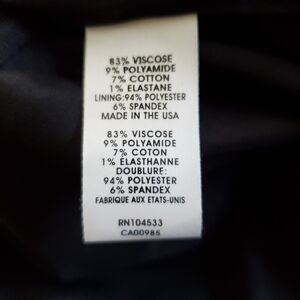 83% VISCOSE
9% POLYAMIDE
7% COTTON
1% ELASTANE
LINING:94% POLYESTER
6% SPANDEX
MADE IN THE USA
83% VISCOSE
9% POLYAMIDE
7% COTON
1% ELASTHANNE
DOUBLURE:
94% POLYESTER
6% SPANDEX
FABRIQUE AUX ETATS-UNIS
RN104533
CA00985